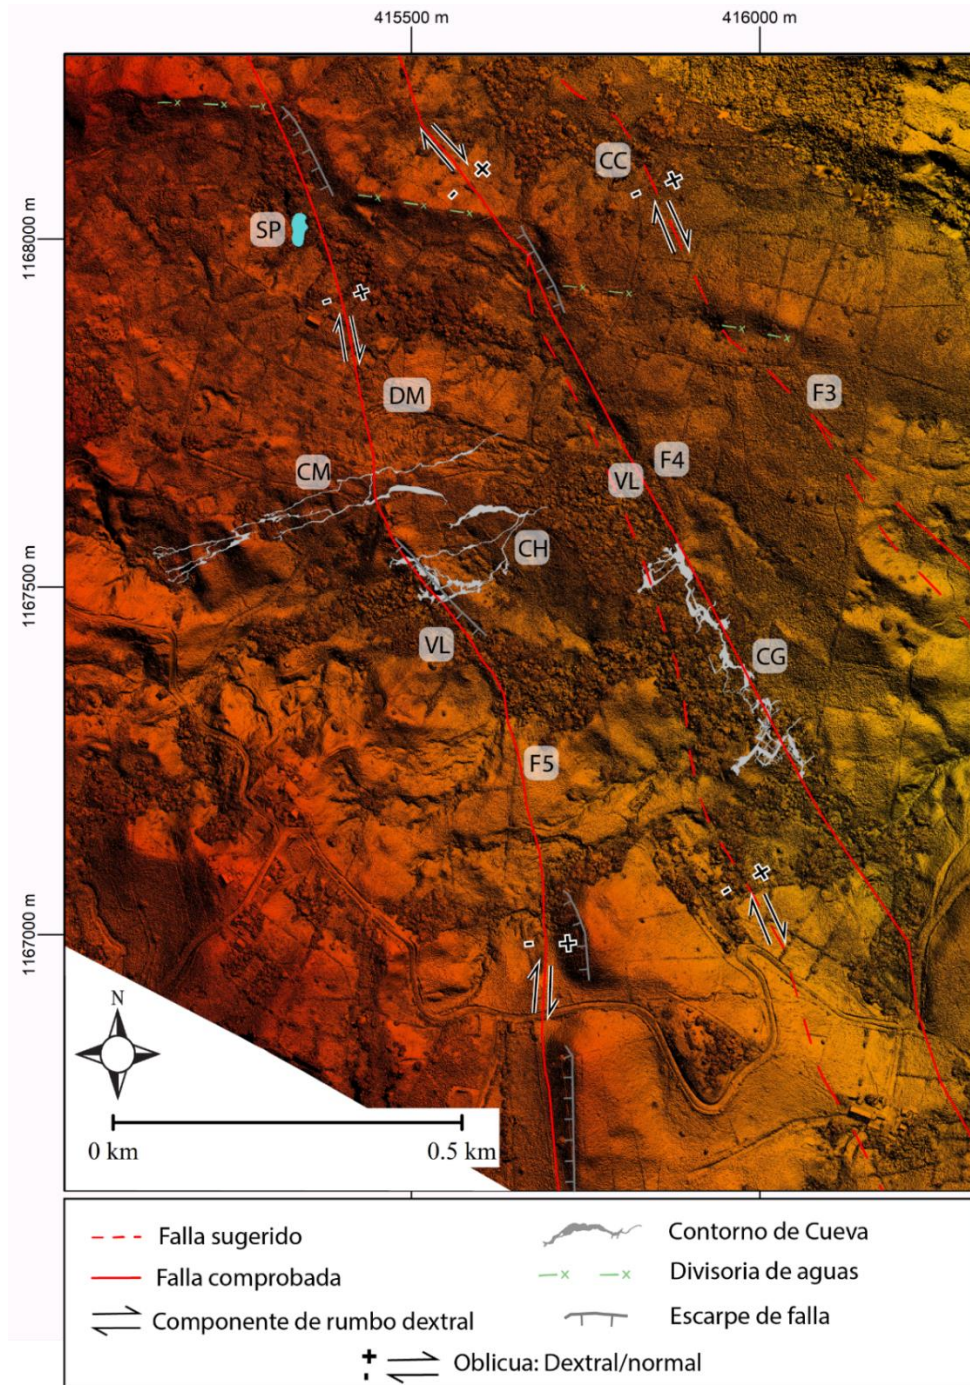 415500 m
416000 m
1168000 m
1167500 m
1167000 m
CC
SP
DM
F3
CM
F4
VL
CH
VL
CG
F5
N
0 km
0.5 km
Falla sugerido
Contorno de Cueva
Falla comprobada
Divisoria de aguas
Componente de rumbo dextral
Escarpe de falla
Oblicua: Dextral/normal